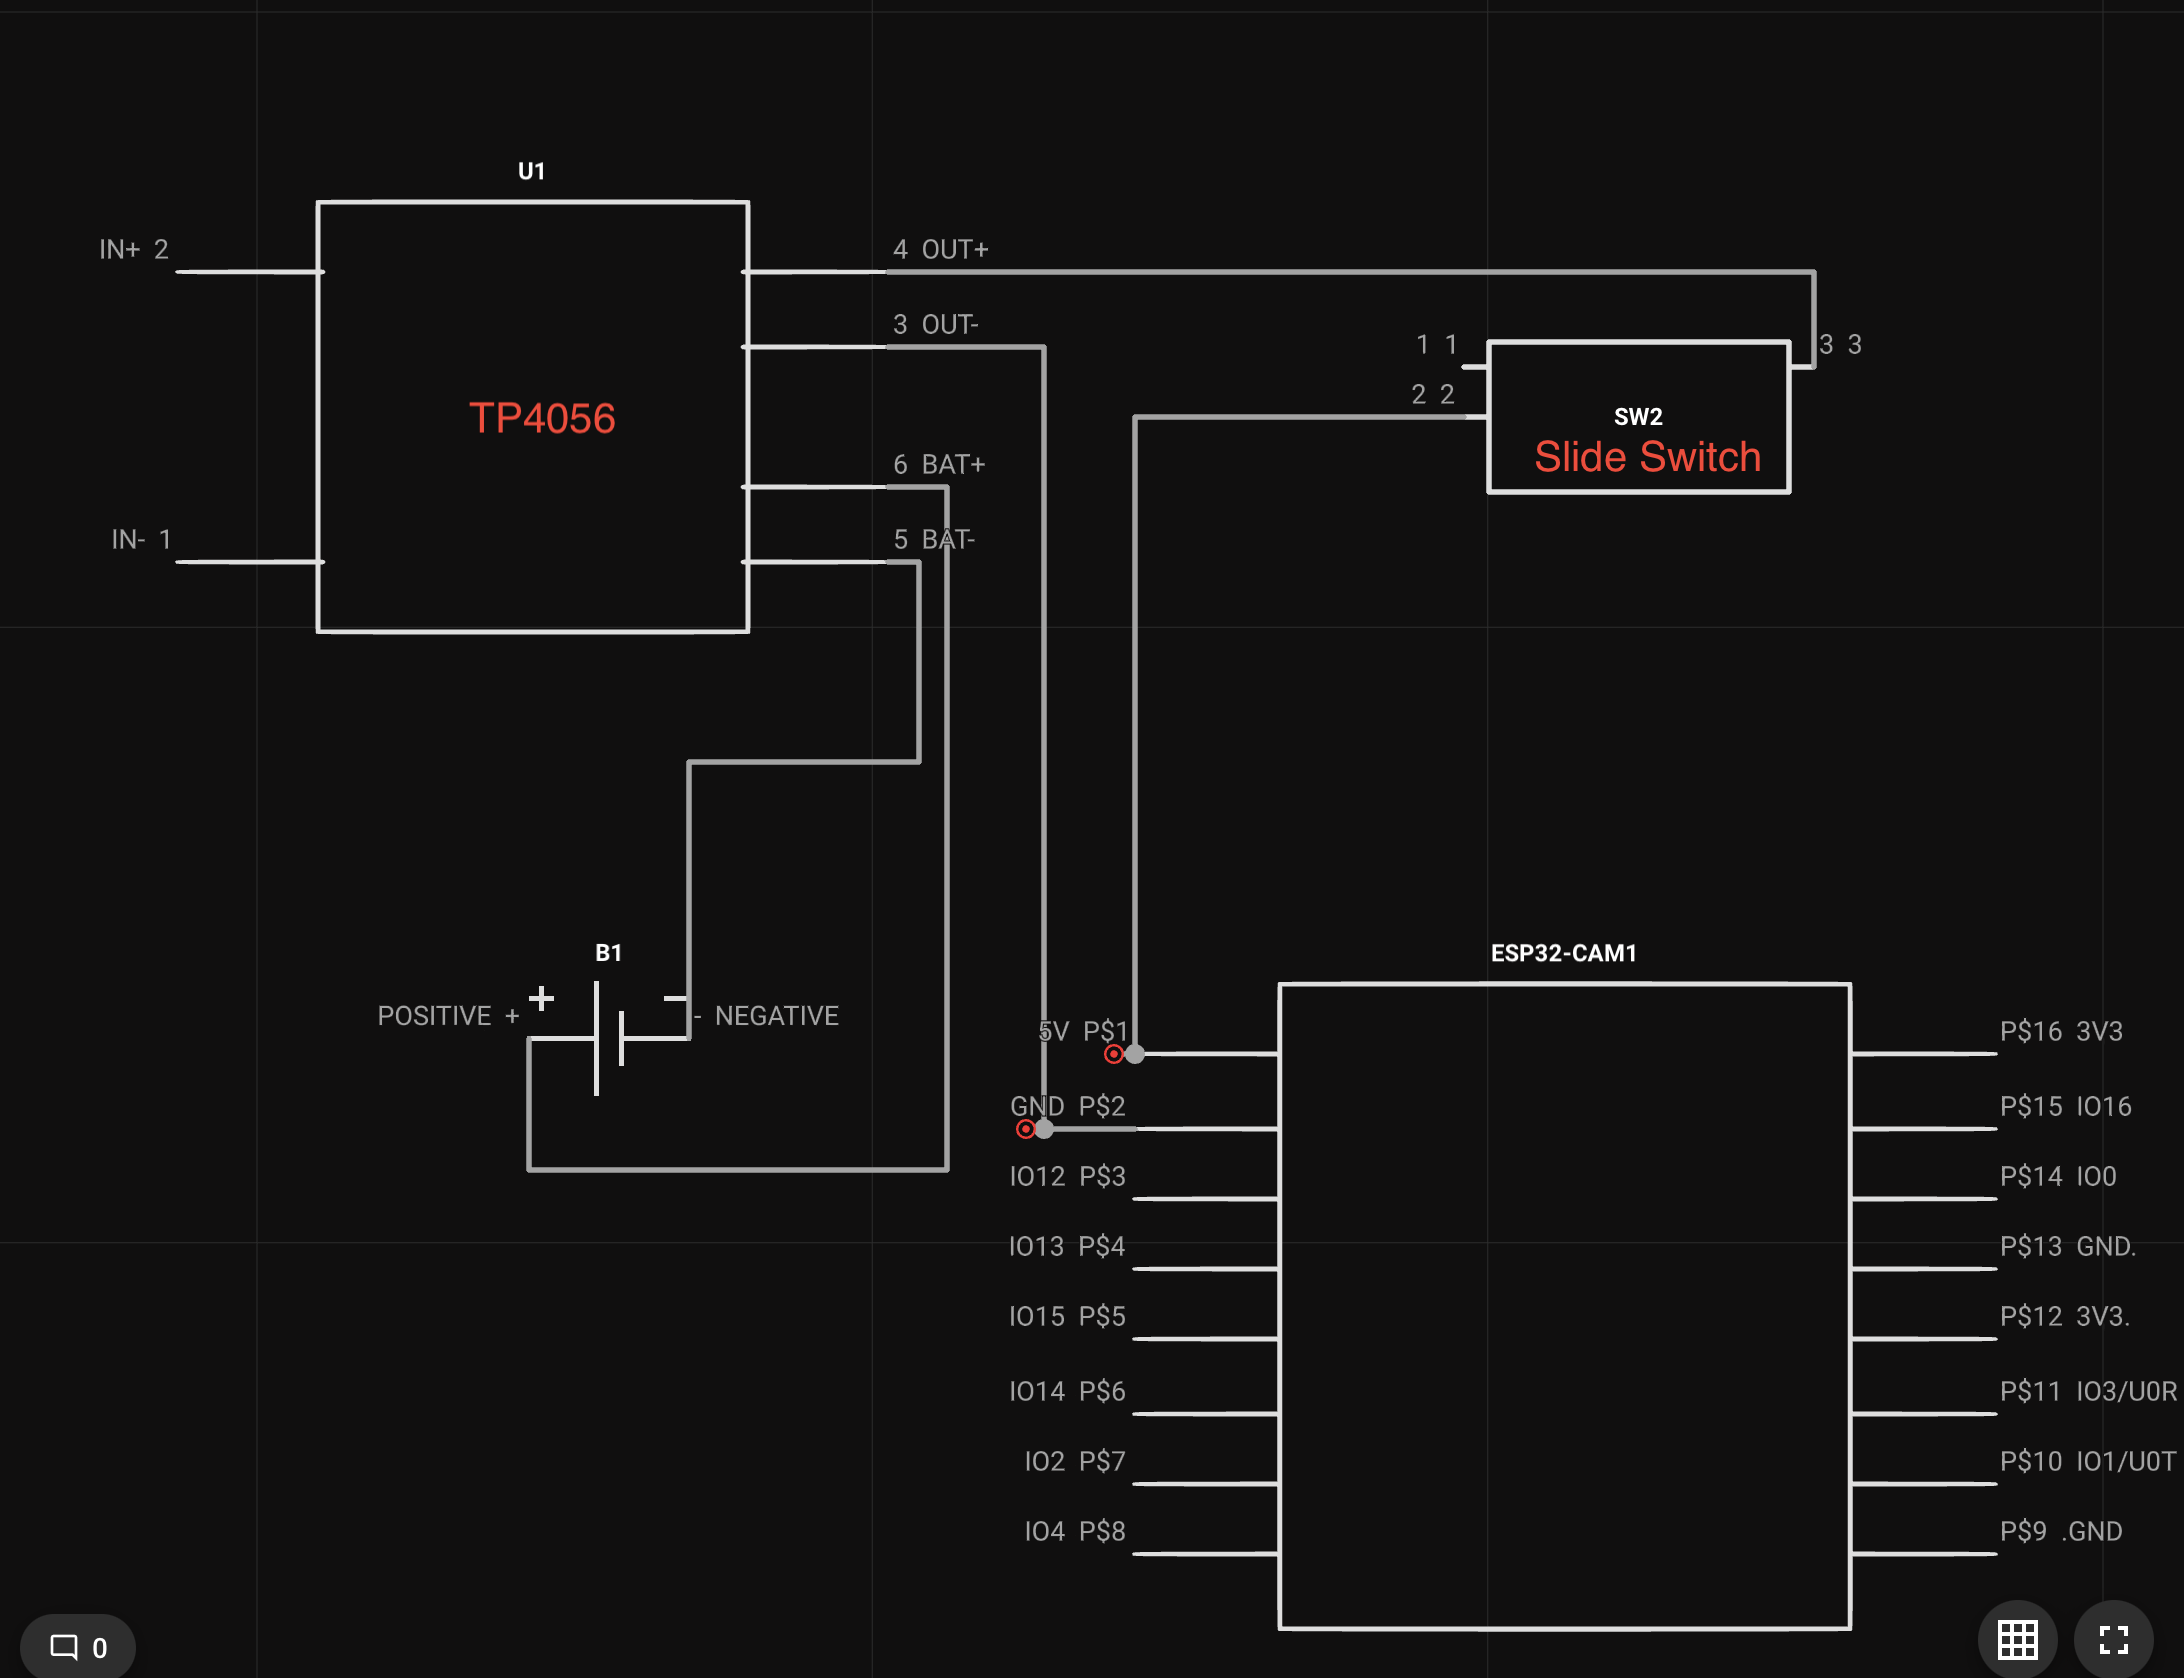 U1
IN+ 2
4 OUT+
3 OUT-
TP4056
6 BAT+
IN- 1
5 BAT-
1 1
3 3
2 2
SW2
Slide Switch
B1
POSITIVE +
+
-
- NEGATIVE
ESP32-CAM1
5V P$1
GND P$2
IO12 P$3
IO13 P$4
IO15 P$5
IO14 P$6
IO2 P$7
IO4 P$8
P$16 3V3
P$15 IO16
P$14 IO0
P$13 GND.
P$12 3V3.
P$11 IO3/U0R
P$10 IO1/U0T
P$9 .GND
0